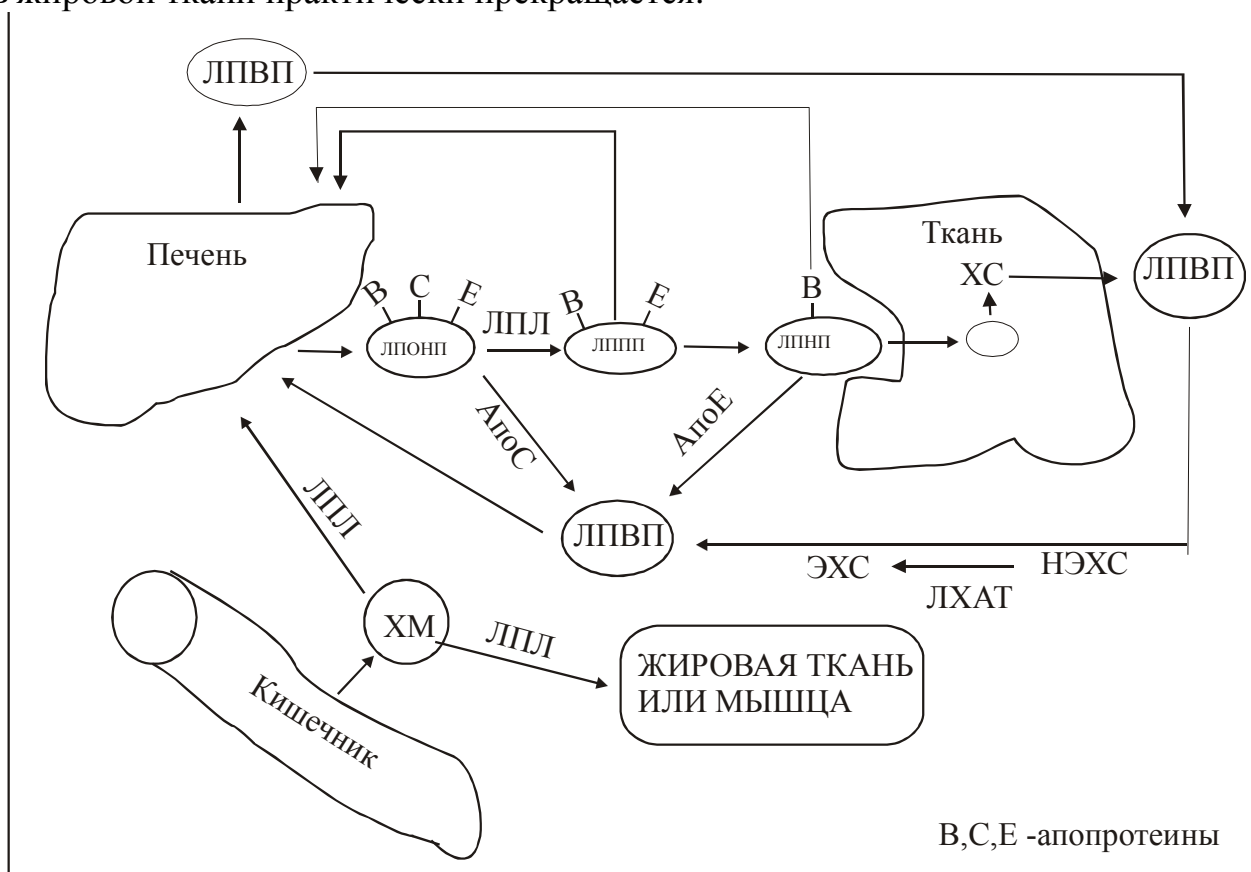 жировой ткани практически прекращается.
ЛПВП
Печень
Ткань
ХС
ЛПВП
В С Е
ЛПОНП
ЛПЛ
В Е
ЛППП
В
ЛПНП
АпоС
АпоЕ
ЛПВП
ЭХС
НЭХС
ЛХАТ
ЛПЛ
ХМ
ЛПЛ
ЖИРОВАЯ ТКАНЬ
ИЛИ МЫШЦА
Кишечник
В,С,Е -апопротеины